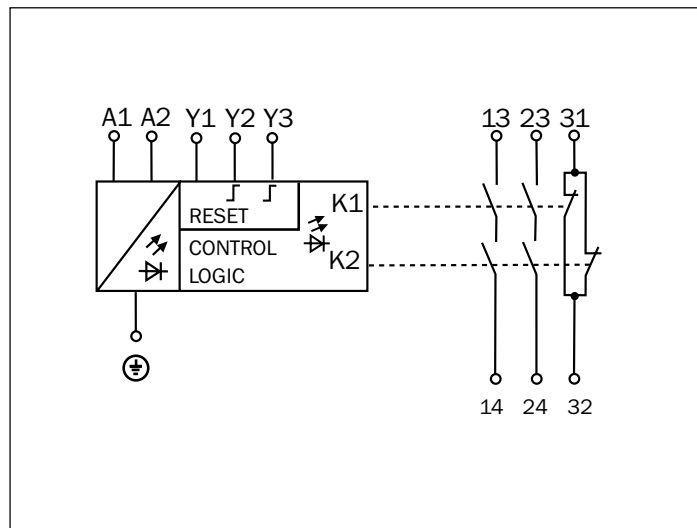 A1 A2 Y1 Y2 Y3 13 23 31
K1
RESET
CONTROL
K2
LOGIC
14 24 32